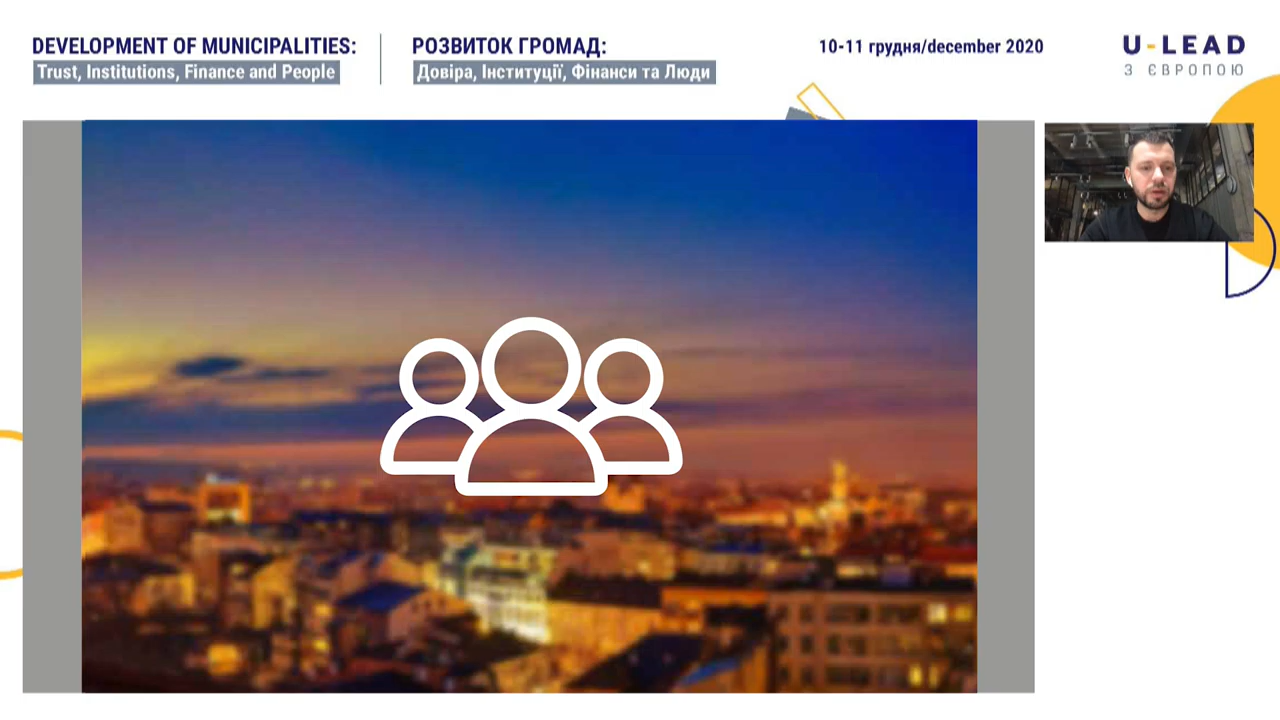 DEVELOPMENT OF MUNICIPALITIES:
Trust, Institutions, Finance and People
РОЗВИТОК ГРОМАД:
Довіра, Інституції, Фінанси та Люди
10-11 грудня/december 2020
U-LEAD
З ЄВРОПОЮ